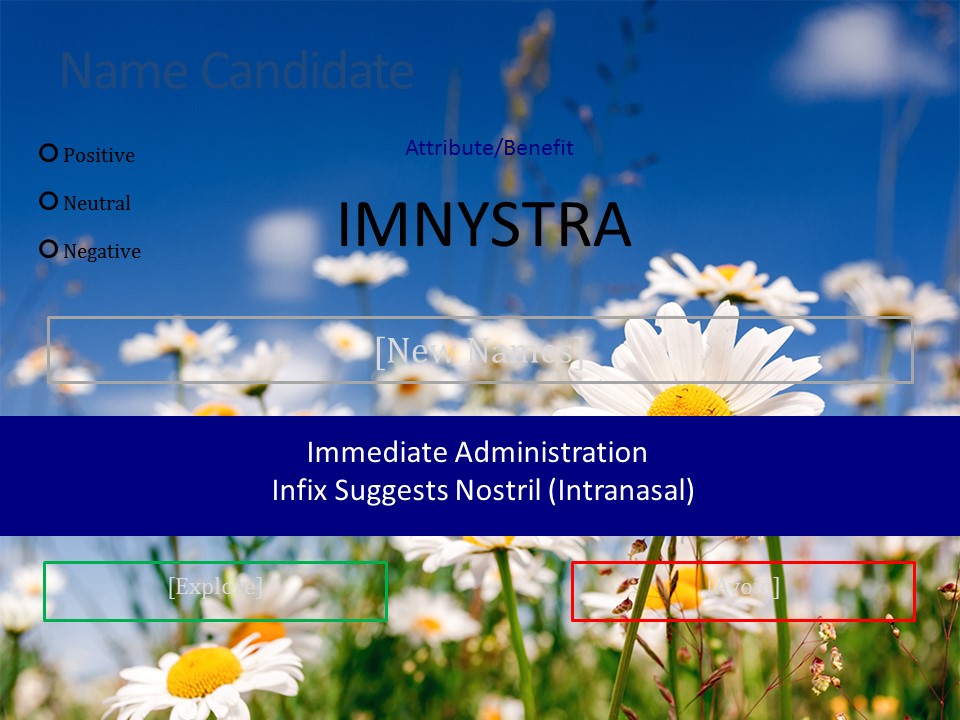 Name Candidate
Attribute/Benefit
Positive
Neutral
Negative
IMNYSTRA
[New Names]
Immediate Administration
Infix Suggests Nostril (Intranasal)
[Explore]
[Avoid]